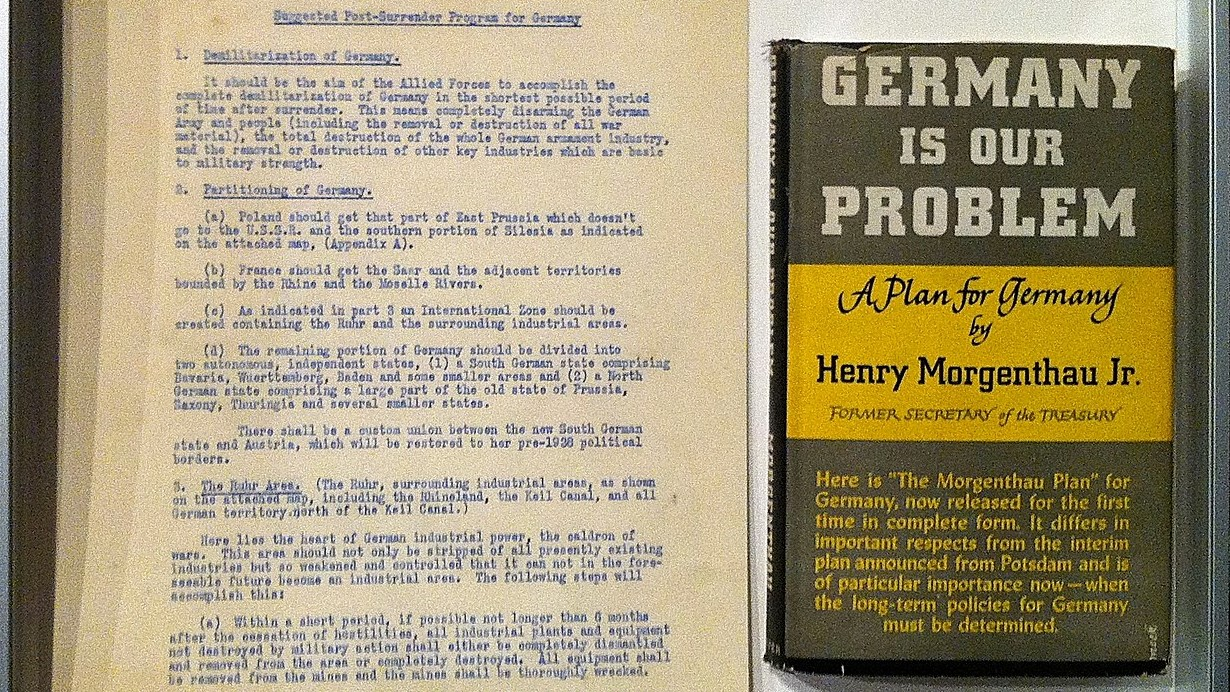 Suggested Post-Surrender Program for Germany
1. Demilitarization of Germany.
It should be the aim of the Allied Forces to accomplish the
complete demilitarization of Germany in the shortest possible period
of time after surrender. This means completely disarming the German
Army and people (including the removal or destruction of all war
material), the total destruction of the whole German armament industry,
and the removal or destruction of other key industries which are basic
to military strength.
2. Partitioning of Germany.
(a) Poland should get that part of East Prussia which doesn't
go to the U.S.S.R. and the southern portion of Silesia as indicated
on the attached map, (Appendix A).
(b) France should get the Saar and the adjacent territories
bounded by the Rhine and the Moselle Rivers.
(c) As indicated in part 3 an International Zone should be
created containing the Ruhr and the surrounding industrial areas.
(d) The remaining portion of Germany should be divided into
two autonomous, independent states, (1) a South German state comprising
Bavaria, Wuerttemberg, Baden and some smaller areas and (2) a North
German state comprising a large part of the old state of Prussia,
Saxony, Thuringia and several smaller states.
There shall be a custom union between the new South German
state and Austria, which will be restored to her pre-1938 political
borders.
3. The Ruhr Area. (The Ruhr, surrounding industrial areas, as shown
on the attached map, including the Rhineland, the Keil Canal, and all
German territory north of the Keil Canal.)
Here lies the heart of German industrial power, the caldron of
wars. This area should not only be stripped of all presently existing
industries but so weakened and controlled that it can not in the fore-
seeable future become an industrial area. The following steps will
accomplish this:
(a) Within a short period, if possible not longer than 6 months
after the cessation of hostilities, all industrial plants and equipment
not destroyed by military action shall either be completely dismantled
and removed from the area or completely destroyed. All equipment shall
be removed from the mines and the mines shall be thoroughly wrecked.
GERMANY
IS OUR
PROBLEM
A Plan for Germany
by
Henry Morgenthau Jr.
FORMER SECRETARY of the TREASURY
Here is "The Morgenthau Plan" for
Germany, now released for the first
time in complete form. It differs in
important respects from the interim
plan announced from Potsdam and is
of particular importance now—when
the long-term policies for Germany
must be determined.